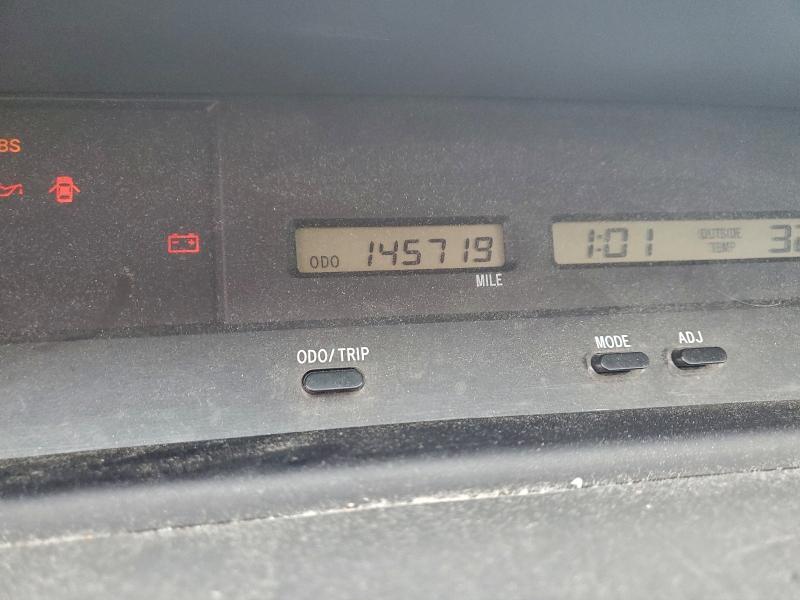 BS
ODO 145719
MILE
1:01
OUTSIDE
TEMP
ODO/TRIP
MODE
ADJ